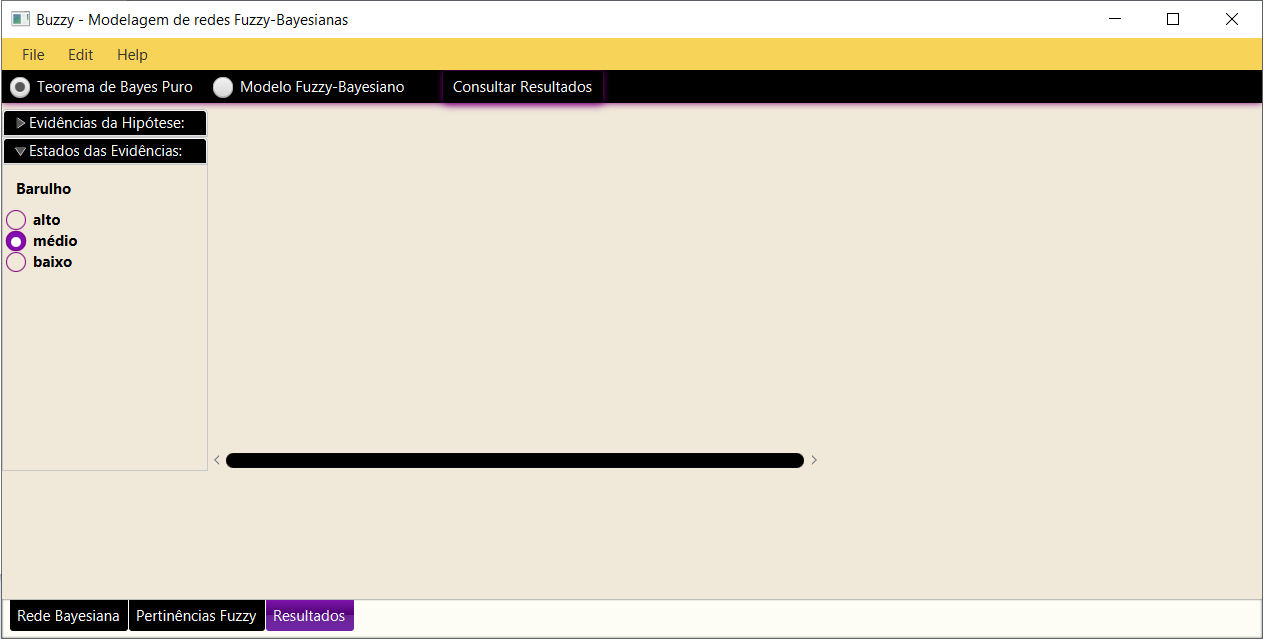 Buzzy - Modelagem de redes Fuzzy-Bayesianas
File Edit Help
Teorema de Bayes Puro Modelo Fuzzy-Bayesiano Consultar Resultados
Evidências da Hipótese:
Estados das Evidências:
Barulho
alto
médio
baixo
Rede Bayesiana Pertinências Fuzzy Resultados